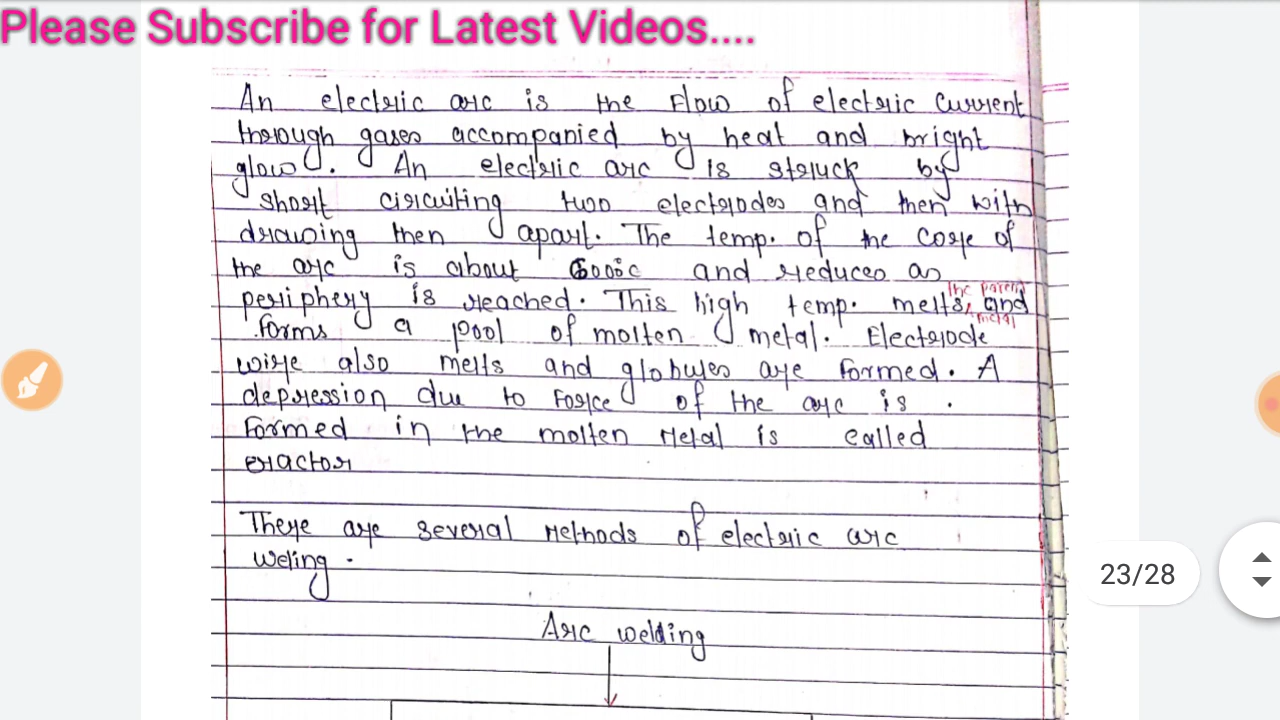 Please Subscribe for Latest Videos....
An electric arc is the Flow of electric current
through gases accompanied by heat and bright
glow. An electric arc is struck by
short circuiting two electrodes and then with
drawing then apart. The temp. of the core of
the arc is about 6000°c and reduces as
the parent
periphery is reached. This high temp. melts, and
metal
forms a pool of molten metal. Electrode
wire also melts and globules are formed. A
depression due to force of the arc is.
formed in the molten Metal is called
eractor
There are several Methods of electric arc
weling.
23/28
Arc welding